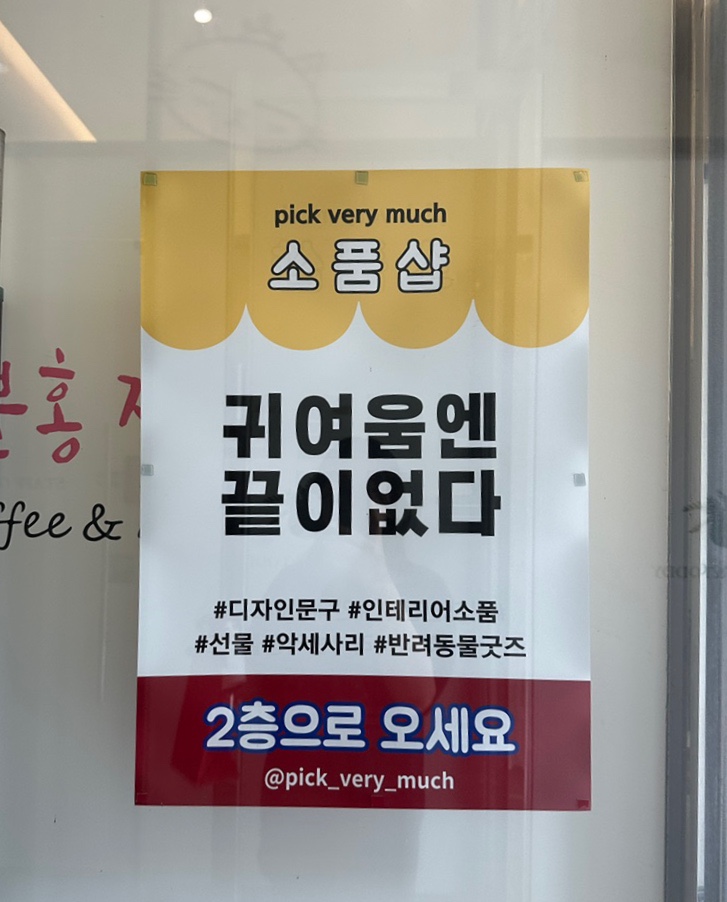 pick very much
소품샵
귀여움엔
끝이없다
#디자인문구 #인테리어소품
#선물 #악세사리 #반려동물굿즈
2층으로 오세요
@pick_very_much
홍
&